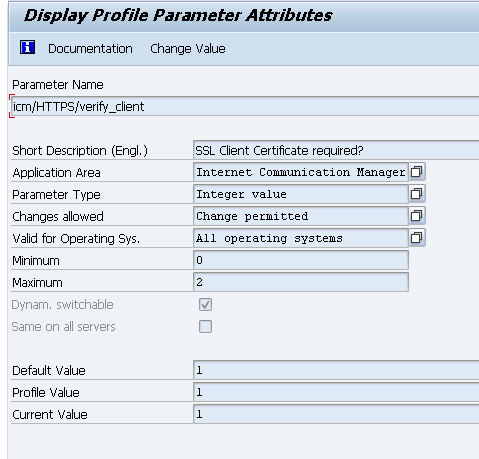 Display Profile Parameter Attributes
i Documentation Change Value
Parameter Name
icm/HTTPS/verify_client
Short Description (Engl.) SSL Client Certificate required?
Application Area Internet Communication Manager
Parameter Type Integer value
Changes allowed Change permitted
Valid for Operating Sys. All operating systems
Minimum 0
Maximum 2
Dynam. switchable
Same on all servers
Default Value 1
Profile Value 1
Current Value 1